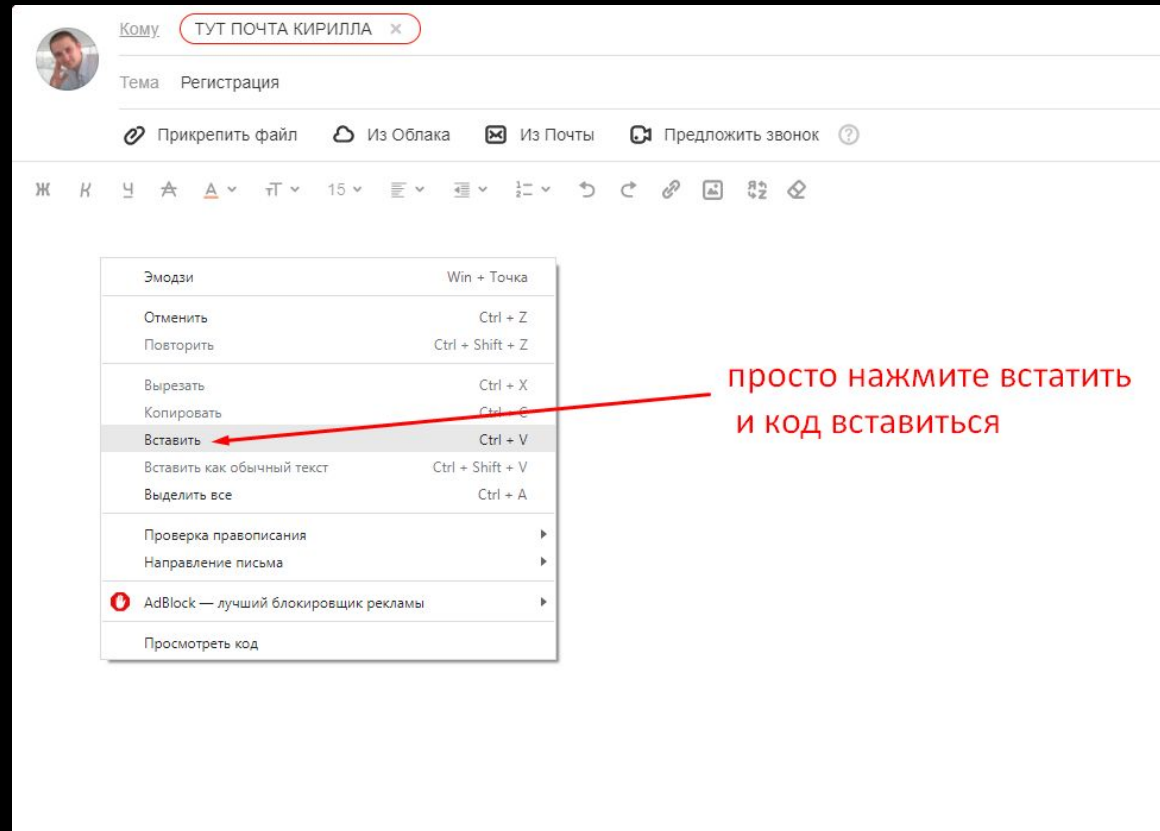 Кому ТУТ ПОЧТА КИРИЛЛА ×
Тема Регистрация
Прикрепить файл Из Облака Из Почты Предложить звонок ?
Ж К Ч А А тТ 15
Эмодзи Win + Точка
Отменить Ctrl + Z
Повторить Ctrl + Shift + Z
Вырезать Ctrl + X
Копировать Ctrl + C
Вставить Ctrl + V
Вставить как обычный текст Ctrl + Shift + V
Выделить все Ctrl + A
Проверка правописания
Направление письма
AdBlock — лучший блокировщик рекламы
Просмотреть код
просто нажмите встатить
и код вставиться